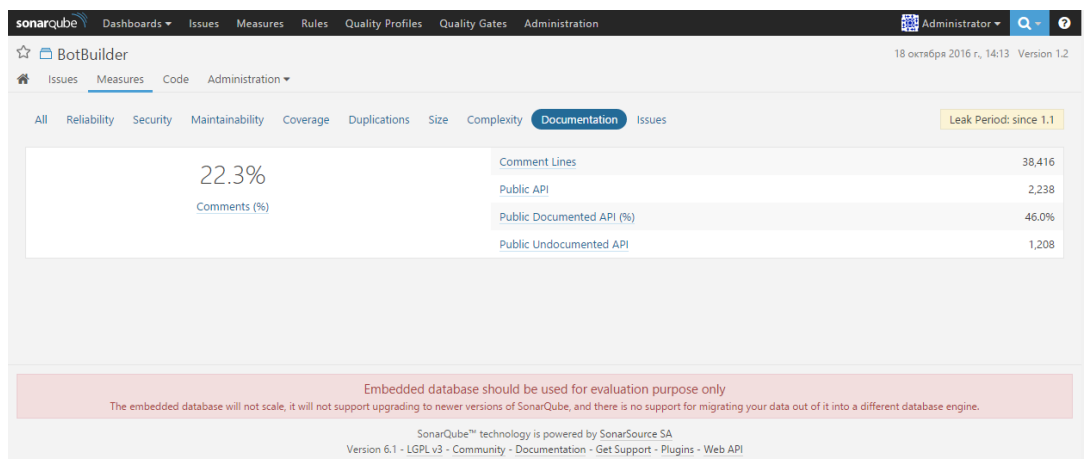 sonarqube Dashboards Issues Measures Rules Quality Profiles Quality Gates Administration Administrator
BotBuilder 18 октября 2016 г., 14:13 Version 1.2
Issues Measures Code Administration
All Reliability Security Maintainability Coverage Duplications Size Complexity Documentation Issues Leak Period: since 1.1
22.3%
Comments (%)
Comment Lines 38,416
Public API 2,238
Public Documented API (%) 46.0%
Public Undocumented API 1,208
Embedded database should be used for evaluation purpose only
The embedded database will not scale, it will not support upgrading to newer versions of SonarQube, and there is no support for migrating your data out of it into a different database engine.
SonarQube™ technology is powered by SonarSource SA
Version 6.1 - LGPL v3 - Community - Documentation - Get Support - Plugins - Web API